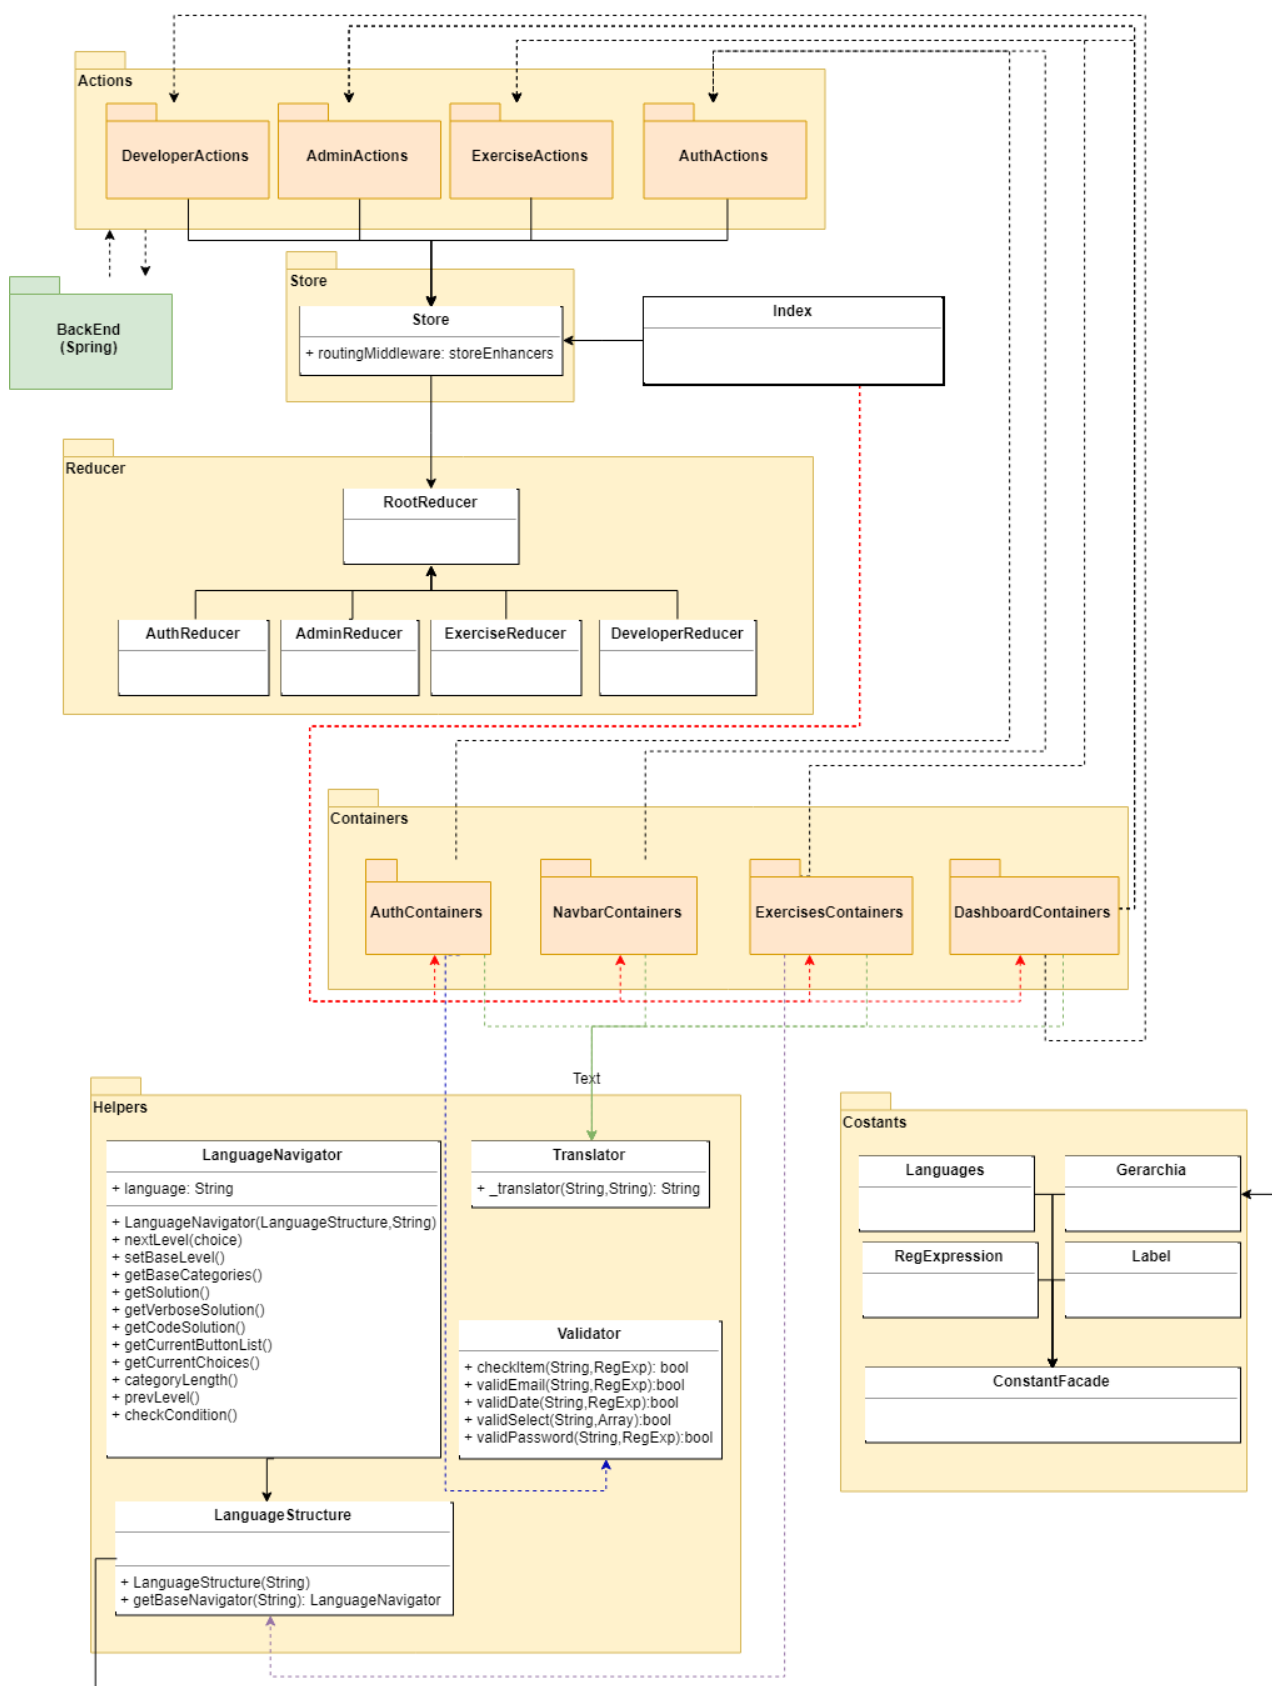 Actions
DeveloperActions
AdminActions
ExerciseActions
AuthActions
BackEnd
(Spring)
Store
Store
+ routingMiddleware: storeEnhancers
Index
Reducer
RootReducer
AuthReducer
AdminReducer
ExerciseReducer
DeveloperReducer
Containers
AuthContainers
NavbarContainers
ExercisesContainers
DashboardContainers
Text
Helpers
LanguageNavigator
+ language: String
+ LanguageNavigator(LanguageStructure,String)
+ nextLevel(choice)
+ setBaseLevel()
+ getBaseCategories()
+ getSolution()
+ getVerboseSolution()
+ getCodeSolution()
+ getCurrentButtonList()
+ getCurrentChoices()
+ categoryLength()
+ prevLevel()
+ checkCondition()
Translator
+ _translator(String,String): String
Validator
+ checkItem(String,RegExp): bool
+ validEmail(String,RegExp):bool
+ validDate(String,RegExp):bool
+ validSelect(String,Array):bool
+ validPassword(String,RegExp):bool
LanguageStructure
+ LanguageStructure(String)
+ getBaseNavigator(String): LanguageNavigator
Costants
Languages
Gerarchia
RegExpression
Label
ConstantFacade